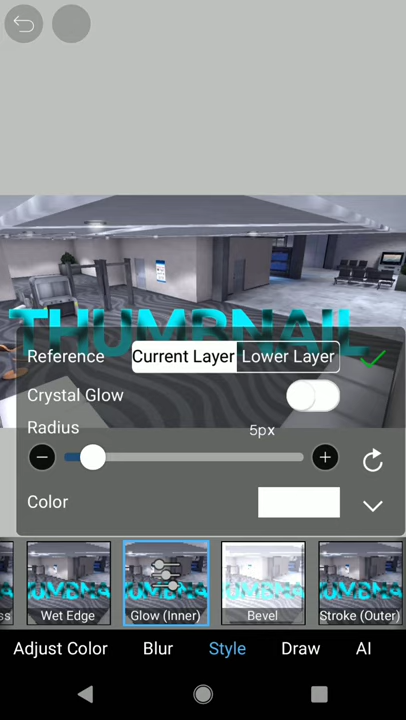 THUMBNAIL
Reference Current Layer Lower Layer
Crystal Glow
Radius 5px
Color
ss Wet Edge Glow (Inner) Bevel Stroke (Outer)
Adjust Color Blur Style Draw AI